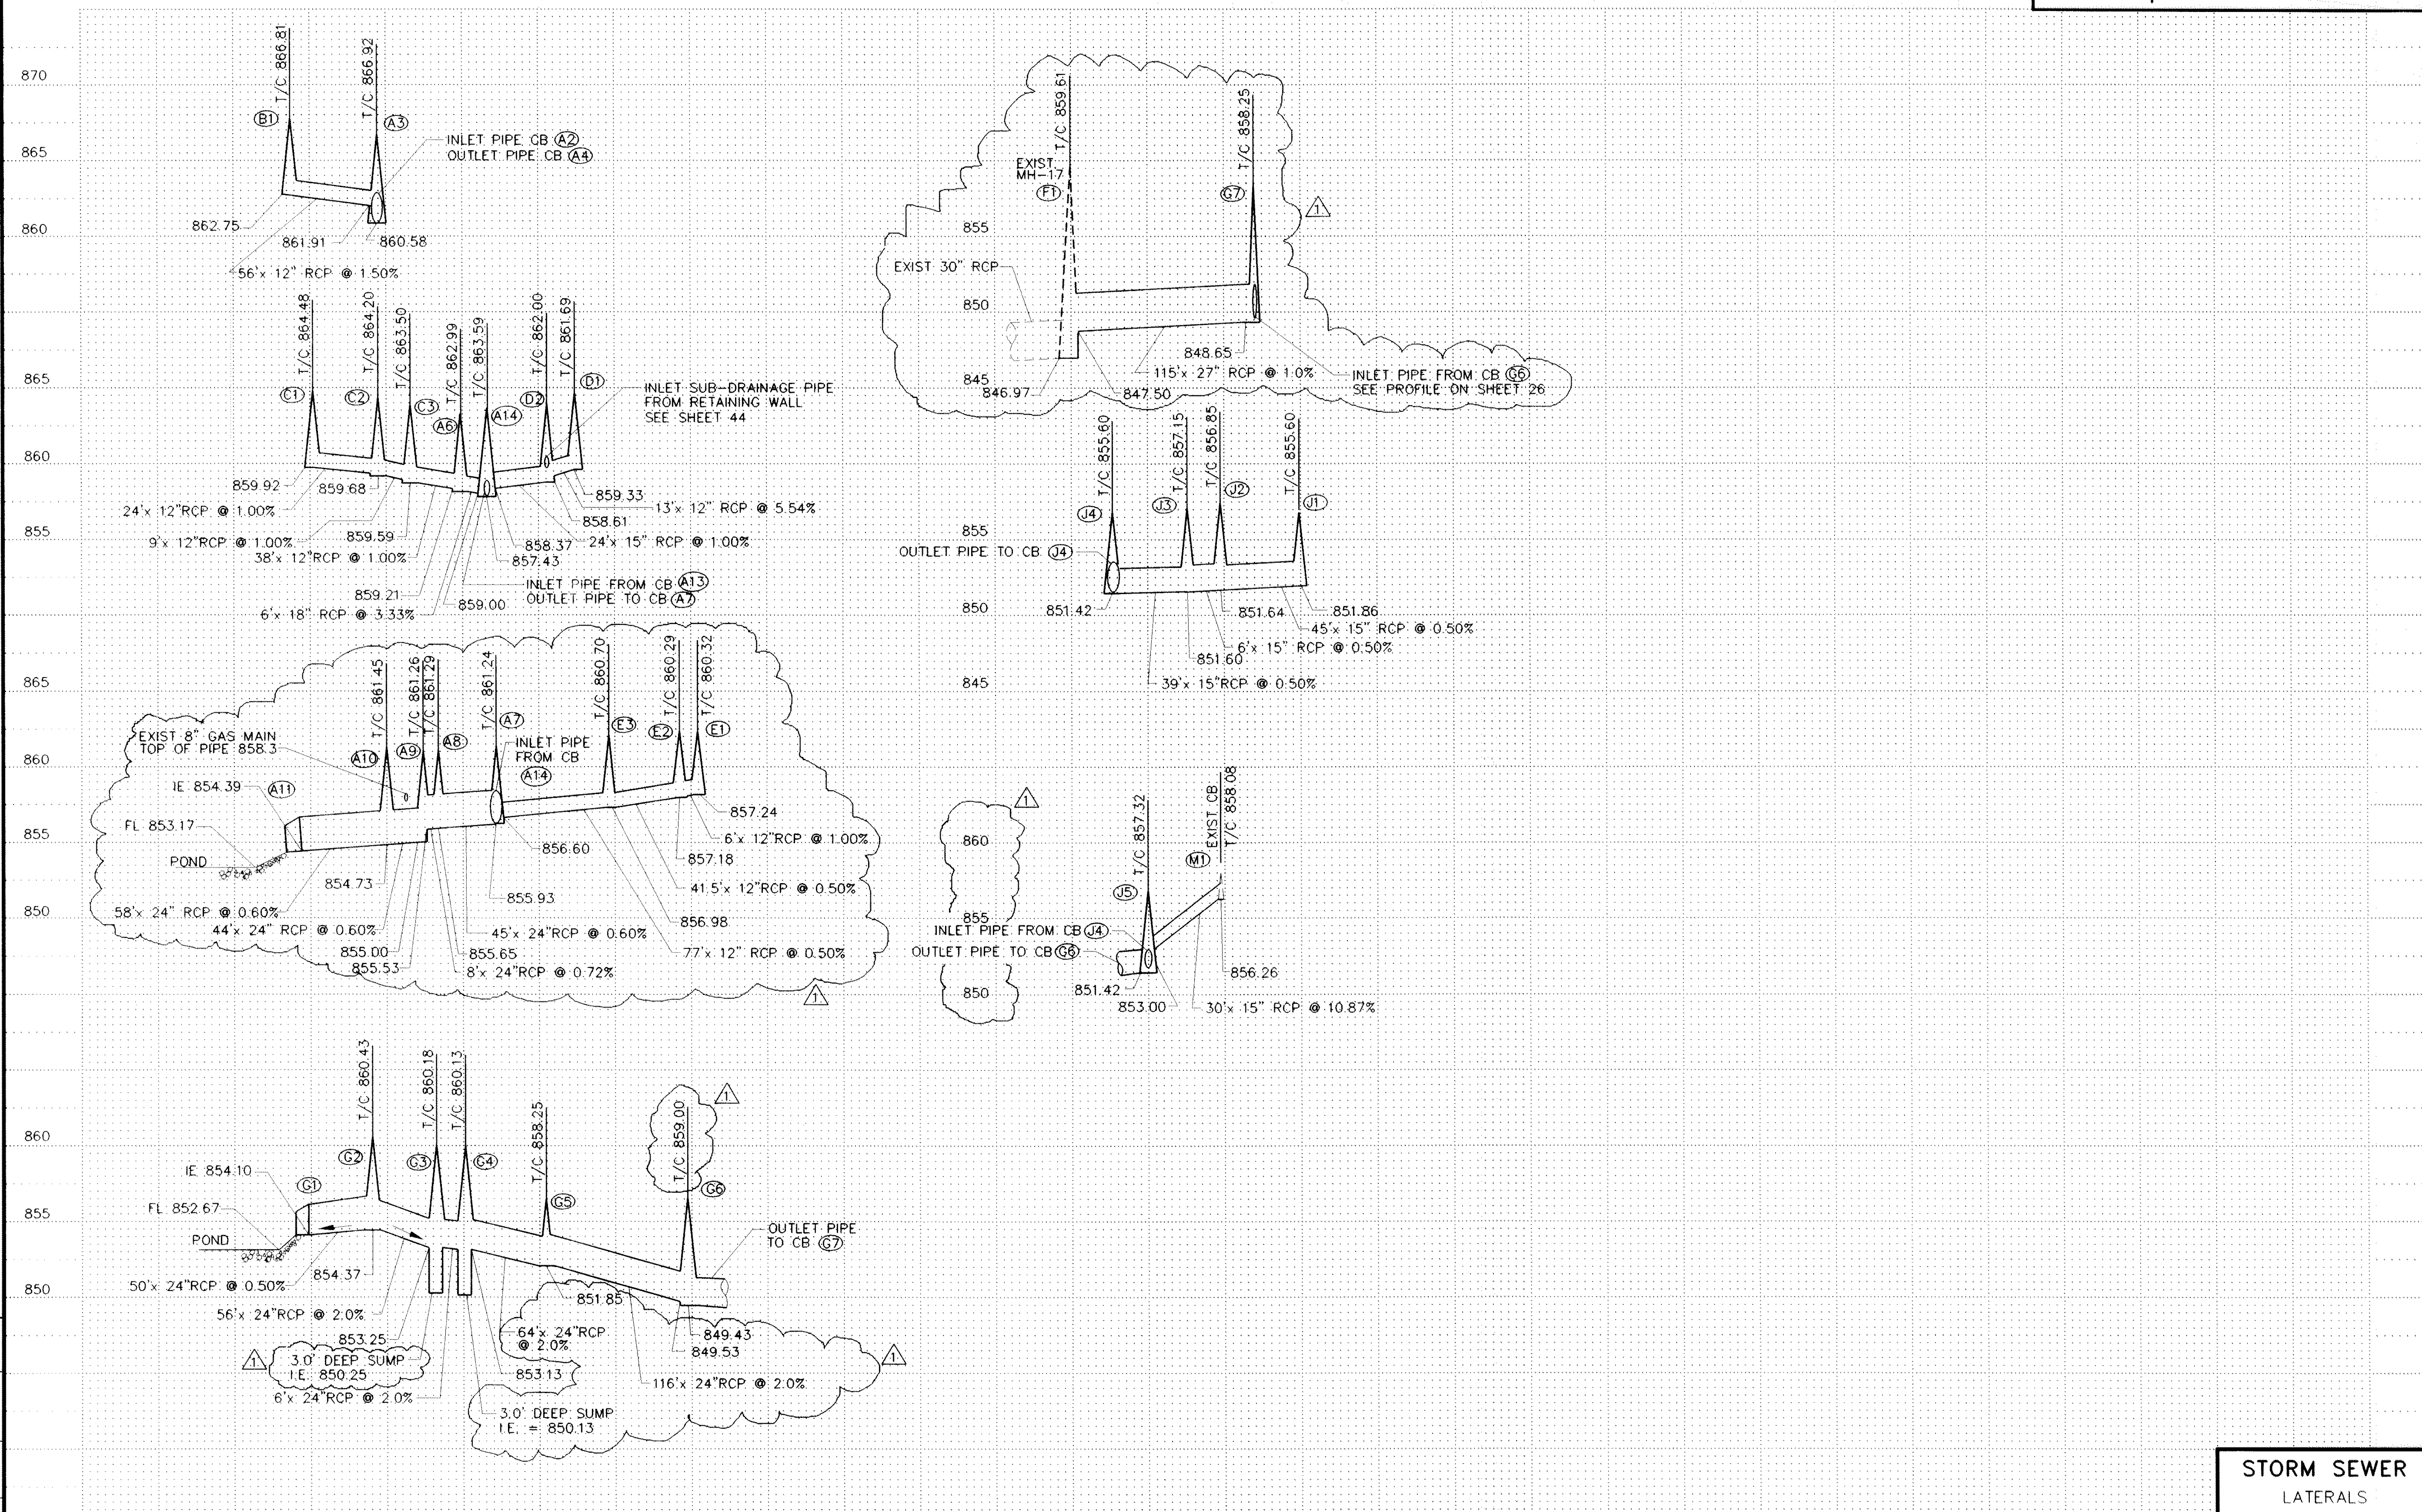 870
865
860
865
860
855
865
860
855
850
860
855
850
T/C 866.81
T/C 866.92
B1
A3
INLET PIPE CB A2
OUTLET PIPE CB A4
862.75
861.91
860.58
56'x 12" RCP @ 1.50%
T/C 864.48
T/C 864.20
T/C 863.50
T/C 862.99
T/C 863.59
T/C 862.00
T/C 861.69
C1
C2
C3
A6
A14
D2
D1
INLET SUB-DRAINAGE PIPE
FROM RETAINING WALL
SEE SHEET 44
859.92
859.68
859.33
24'x 12"RCP @ 1.00%
13'x 12" RCP @ 5.54%
858.61
9'x 12"RCP @ 1.00%
859.59
858.37
24'x 15" RCP @ 1.00%
38'x 12"RCP @ 1.00%
857.43
INLET PIPE FROM CB A13
OUTLET PIPE TO CB A7
859.21
859.00
6'x 18" RCP @ 3.33%
T/C 861.45
T/C 861.26
T/C 861.29
T/C 861.24
T/C 860.70
T/C 860.29
T/C 860.32
EXIST 8" GAS MAIN
TOP OF PIPE 858.3
A10
A9
A8
A7
E3
E2
E1
INLET PIPE
FROM CB
A14
IE 854.39
A11
FL 853.17
POND
857.24
6'x 12"RCP @ 1.00%
856.60
857.18
854.73
855.93
41.5'x 12"RCP @ 0.50%
58'x 24" RCP @ 0.60%
856.98
44'x 24" RCP @ 0.60%
45'x 24"RCP @ 0.60%
855.00
855.65
77'x 12" RCP @ 0.50%
855.53
8'x 24"RCP @ 0.72%
1
T/C 860.43
T/C 860.18
T/C 860.13
T/C 858.25
T/C 859.00
1
G2
G3
G4
G5
G6
IE 854.10
G1
FL 852.67
POND
OUTLET PIPE
TO CB G7
50'x 24"RCP @ 0.50%
854.37
851.85
56'x 24"RCP @ 2.0%
853.25
64'x 24"RCP
@ 2.0%
849.43
849.53
1
3.0' DEEP SUMP
I.E. 850.25
853.13
116'x 24"RCP @ 2.0%
1
6'x 24"RCP @ 2.0%
3.0' DEEP SUMP
I.E. = 850.13
T/C 859.61
T/C 858.25
EXIST
MH-17
F1
G7
1
855
EXIST 30" RCP
850
848.65
845
115'x 27" RCP @ 1.0%
INLET PIPE FROM CB G6
SEE PROFILE ON SHEET 26
846.97
847.50
T/C 855.60
T/C 857.15
T/C 856.85
T/C 855.60
J4
J3
J2
J1
855
OUTLET PIPE TO CB J4
850
851.42
851.64
851.86
45'x 15" RCP @ 0.50%
6'x 15" RCP @ 0.50%
851.60
845
39'x 15"RCP @ 0.50%
1
860
855
850
T/C 857.32
EXIST CB
T/C 858.08
M1
J5
INLET PIPE FROM CB J4
OUTLET PIPE TO CB G6
851.42
853.00
856.26
30'x 15" RCP @ 10.87%
STORM SEWER
LATERALS